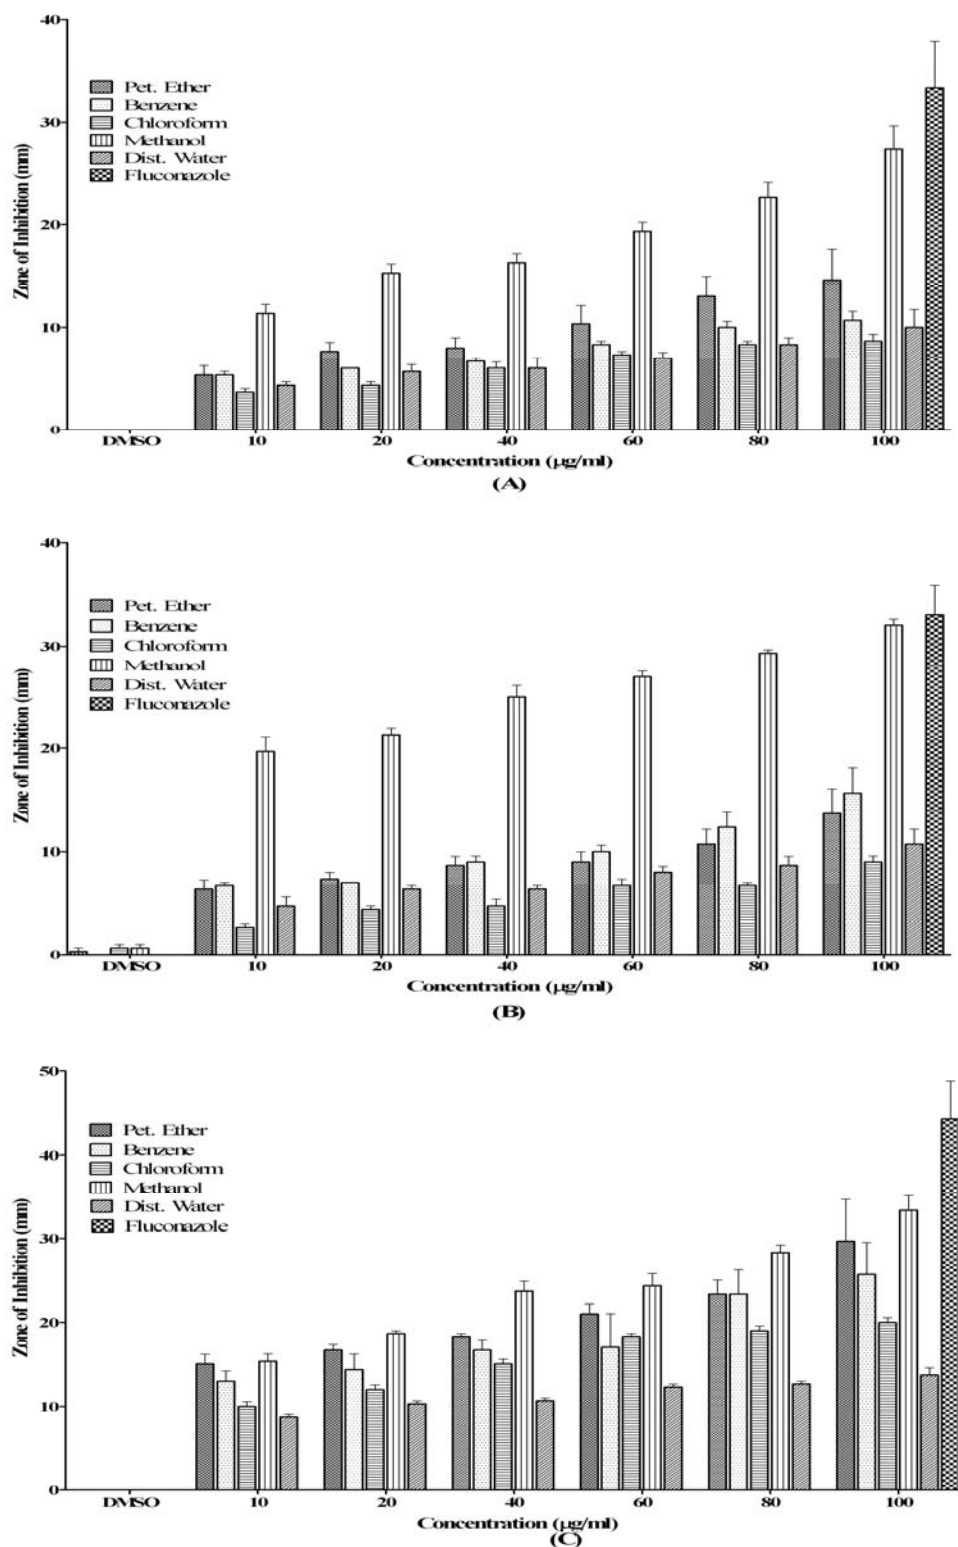 40
30
20
10
0
Zone of Inhibition (mm)
Pet. Ether
Benzene
Chloroform
Methanol
Dist. Water
Fluconazole
DMSO 10 20 40 60 80 100
Concentration (μg/ml)
(A)
40
30
20
10
0
Zone of Inhibition (mm)
Pet. Ether
Benzene
Chloroform
Methanol
Dist. Water
Fluconazole
DMSO 10 20 40 60 80 100
Concentration (μg/ml)
(B)
50
40
30
20
10
0
Zone of Inhibition (mm)
Pet. Ether
Benzene
Chloroform
Methanol
Dist. Water
Fluconazole
DMSO 10 20 40 60 80 100
Concentration (μg/ml)
(C)